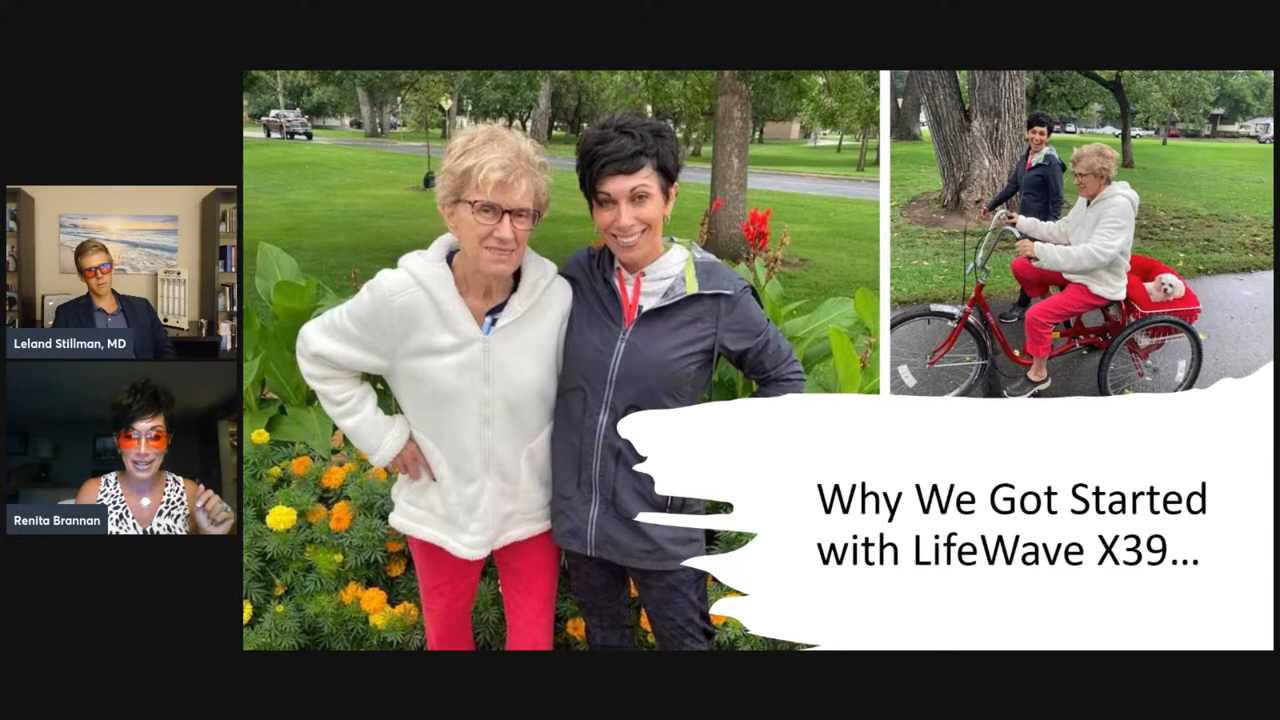 Leland Stillman, MD
Renita Brannan
Why We Got Started
with LifeWave X39...